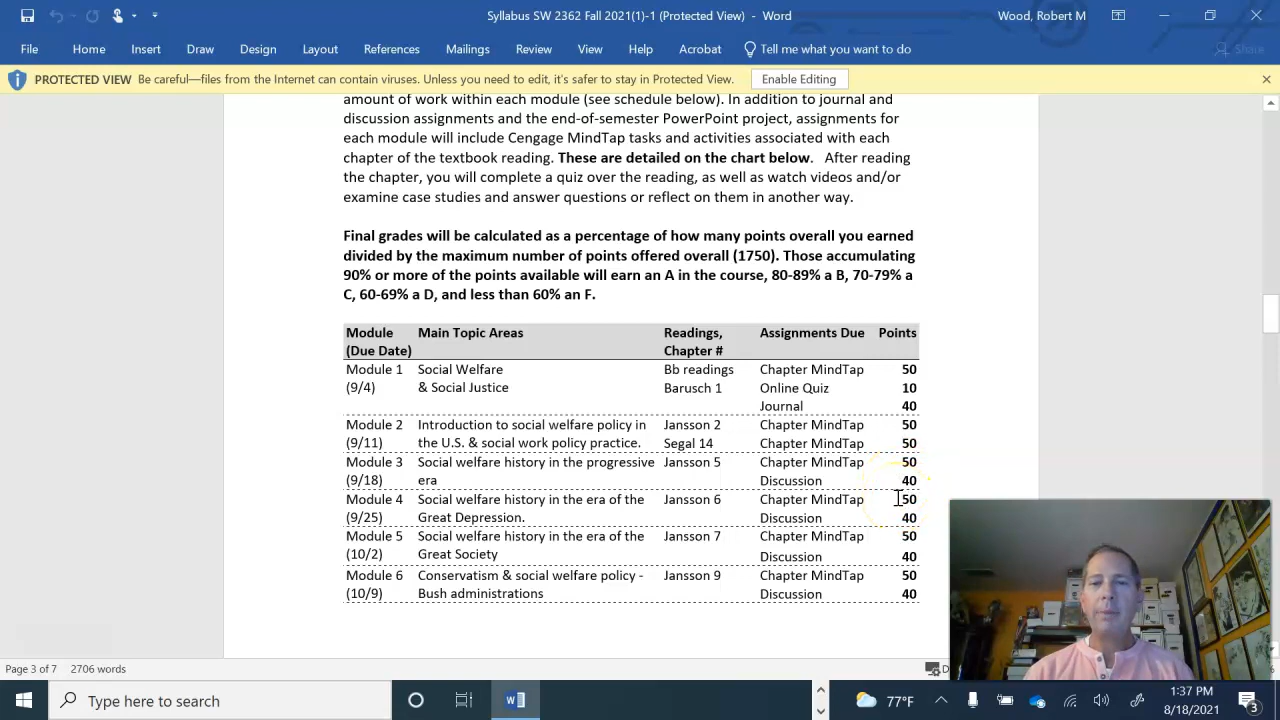 Syllabus SW 2362 Fall 2021(1)-1 (Protected View) - Word
Wood, Robert M
File Home Insert Draw Design Layout References Mailings Review View Help Acrobat Tell me what you want to do Share
PROTECTED VIEW Be careful—files from the Internet can contain viruses. Unless you need to edit, it's safer to stay in Protected View. Enable Editing
amount of work within each module (see schedule below). In addition to journal and
discussion assignments and the end-of-semester PowerPoint project, assignments for
each module will include Cengage MindTap tasks and activities associated with each
chapter of the textbook reading. These are detailed on the chart below. After reading
the chapter, you will complete a quiz over the reading, as well as watch videos and/or
examine case studies and answer questions or reflect on them in another way.
Final grades will be calculated as a percentage of how many points overall you earned
divided by the maximum number of points offered overall (1750). Those accumulating
90% or more of the points available will earn an A in the course, 80-89% a B, 70-79% a
C, 60-69% a D, and less than 60% an F.
Module Main Topic Areas Readings, Assignments Due Points
(Due Date) Chapter #
Module 1 Social Welfare Bb readings Chapter MindTap 50
(9/4) & Social Justice Barusch 1 Online Quiz 10
Journal 40
Module 2 Introduction to social welfare policy in Jansson 2 Chapter MindTap 50
(9/11) the U.S. & social work policy practice. Segal 14 Chapter MindTap 50
Module 3 Social welfare history in the progressive Jansson 5 Chapter MindTap 50
(9/18) era Discussion 40
Module 4 Social welfare history in the era of the Jansson 6 Chapter MindTap 50
(9/25) Great Depression. Discussion 40
Module 5 Social welfare history in the era of the Jansson 7 Chapter MindTap 50
(10/2) Great Society Discussion 40
Module 6 Conservatism & social welfare policy - Jansson 9 Chapter MindTap 50
(10/9) Bush administrations Discussion 40
Page 3 of 7 2706 words
Type here to search
77°F
1:37 PM
8/18/2021
3